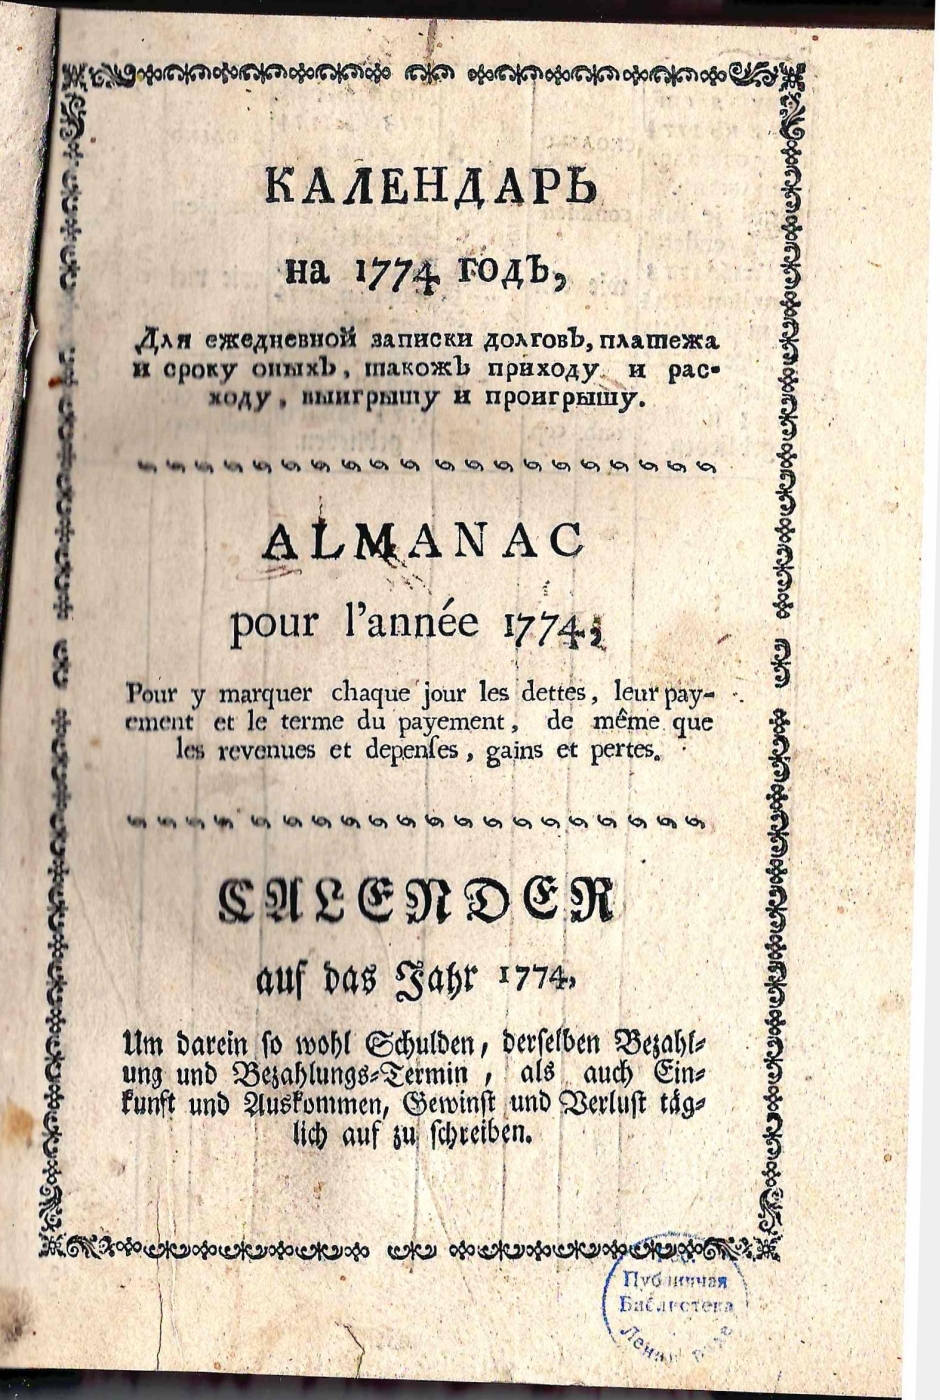 КАЛЕНДАРЬ
на 1774 годъ,
Для ежедневной записки долговъ, платежа
и сроку оныхъ, такожъ приходу и рас-
ходу, выигрышу и проигрышу.
ALMANAC
pour l'année 1774,
Pour y marquer chaque jour les dettes, leur pay-
ement et le terme du payement, de même que
les revenues et depenſes, gains et pertes.
CALENDER
auf das Jahr 1774,
Um darein ſo wohl Schulden, derſelben Bezahl-
ung und Bezahlungs-Termin, als auch Ein-
kunft und Auskommen, Gewinſt und Verluſt täg-
lich auf zu ſchreiben.
Публичная
Библиотека